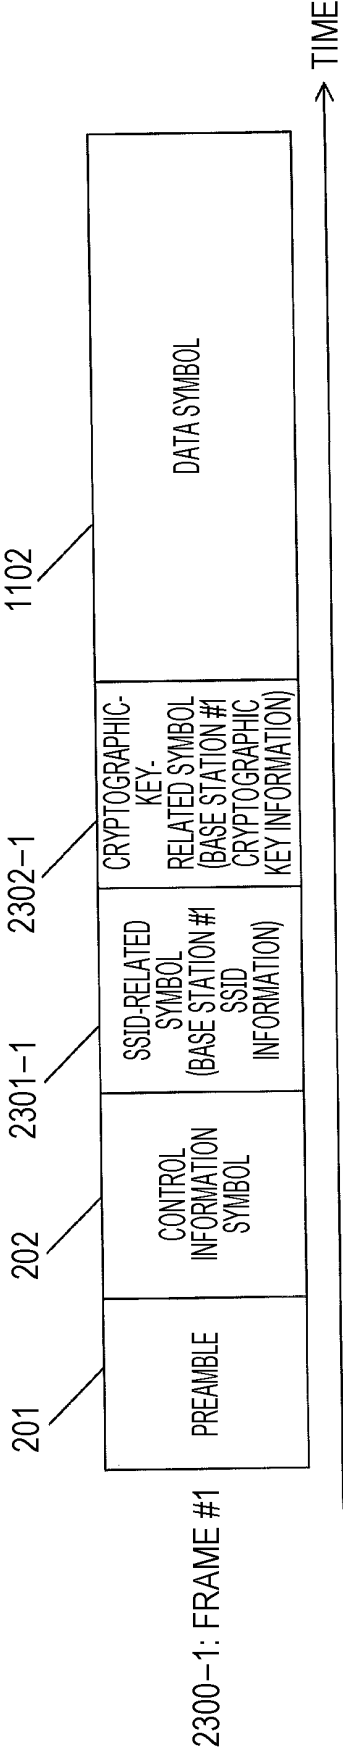 2300-1: FRAME #1
201
PREAMBLE
202
CONTROL
INFORMATION
SYMBOL
2301-1
SSID-RELATED
SYMBOL
(BASE STATION #1
SSID
INFORMATION)
2302-1
CRYPTOGRAPHIC-
KEY-
RELATED SYMBOL
(BASE STATION #1
CRYPTOGRAPHIC
KEY INFORMATION)
1102
DATA SYMBOL
TIME